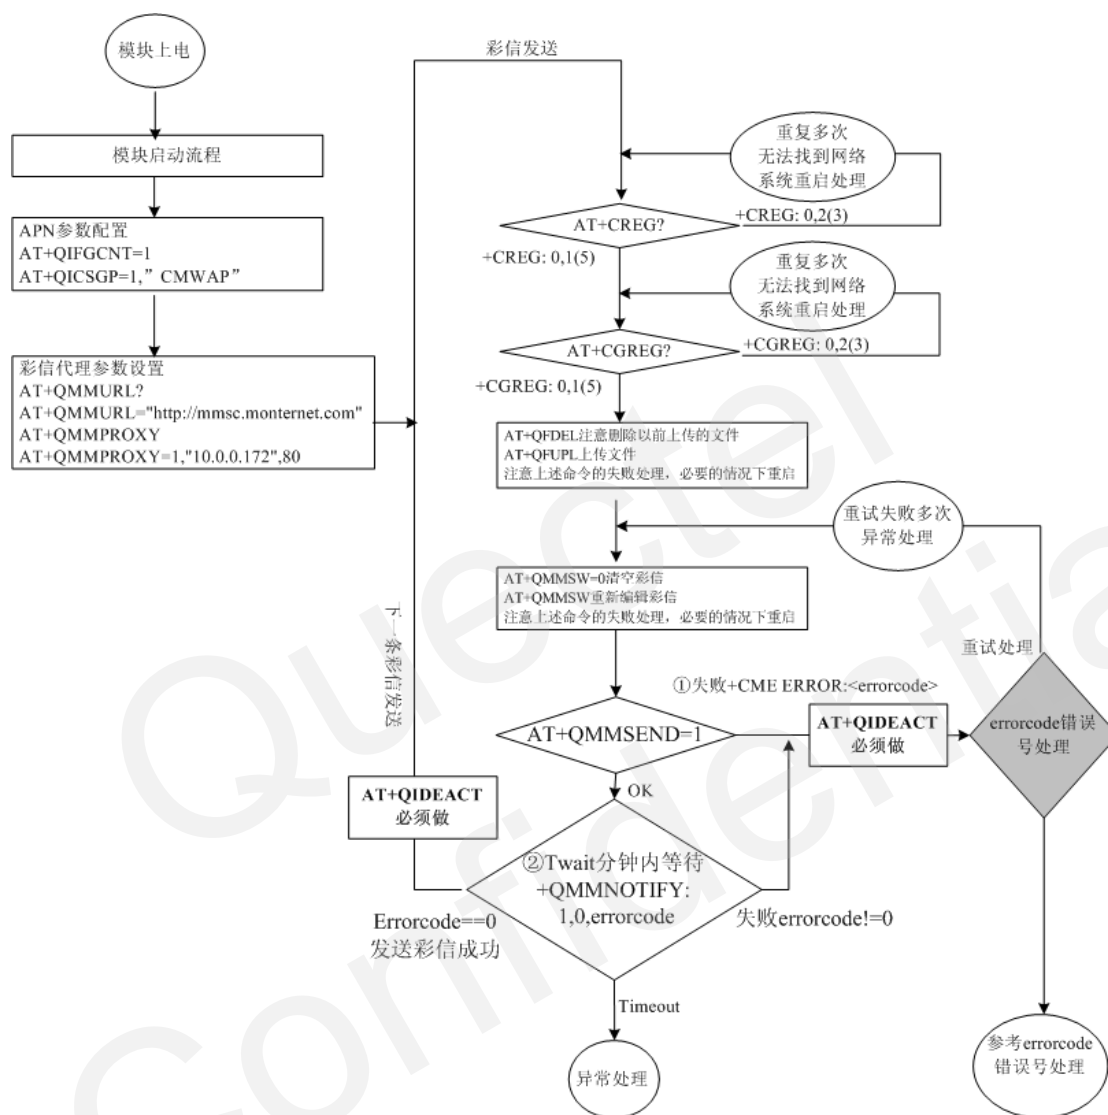 模块上电
模块启动流程
APN参数配置
AT+QIFGCNT=1
AT+QICSGP=1,”CMWAP”
彩信代理参数设置
AT+QMMURL?
AT+QMMURL="http://mmsc.monternet.com"
AT+QMMPROXY
AT+QMMPROXY=1,"10.0.0.172",80
彩信发送
重复多次
无法找到网络
系统重启处理
AT+CREG?
+CREG: 0,2(3)
+CREG: 0,1(5)
重复多次
无法找到网络
系统重启处理
AT+CGREG?
+CGREG: 0,2(3)
+CGREG: 0,1(5)
AT+QFDEL注意删除以前上传的文件
AT+QFUPL上传文件
注意上述命令的失败处理，必要的情况下重启
重试失败多次
异常处理
AT+QMMSW=0清空彩信
AT+QMMSW重新编辑彩信
注意上述命令的失败处理，必要的情况下重启
下一条彩信发送
重试处理
①失败+CME ERROR:<errorcode>
AT+QMMSEND=1
AT+QIDEACT
必须做
errorcode错误
号处理
OK
AT+QIDEACT
必须做
②Twait分钟内等待
+QMMNOTIFY:
1,0,errorcode
Errorcode==0
发送彩信成功
失败errorcode!=0
Timeout
异常处理
参考errorcode
错误号处理
Quectel
Confidential